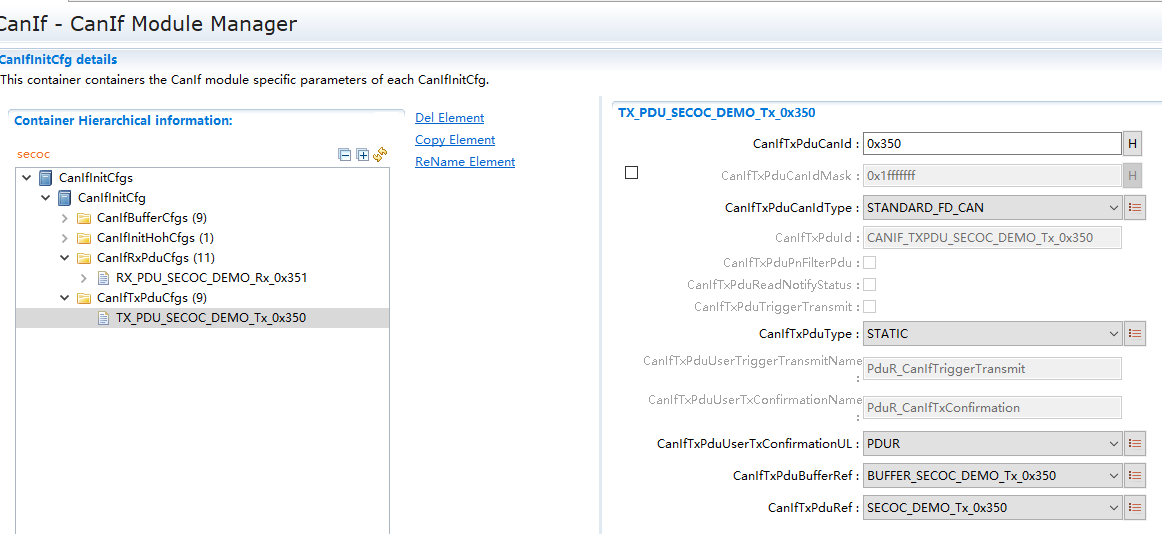 CanIf - CanIf Module Manager
CanIfInitCfg details
This container containers the CanIf module specific parameters of each CanIfInitCfg.
Container Hierarchical information:
secoc
CanIfInitCfgs
CanIfInitCfg
CanIfBufferCfgs (9)
CanIfInitHohCfgs (1)
CanIfRxPduCfgs (11)
RX_PDU_SECOC_DEMO_Rx_0x351
CanIfTxPduCfgs (9)
TX_PDU_SECOC_DEMO_Tx_0x350
Del Element
Copy Element
ReName Element
TX_PDU_SECOC_DEMO_Tx_0x350
CanIfTxPduCanId : 0x350 H
CanIfTxPduCanIdMask : 0x1fffffff H
CanIfTxPduCanIdType : STANDARD_FD_CAN
CanIfTxPduId : CANIF_TXPDU_SECOC_DEMO_Tx_0x350
CanIfTxPduPnFilterPdu :
CanIfTxPduReadNotifyStatus :
CanIfTxPduTriggerTransmit :
CanIfTxPduType : STATIC
CanIfTxPduUserTriggerTransmitName : PduR_CanIfTriggerTransmit
CanIfTxPduUserTxConfirmationName : PduR_CanIfTxConfirmation
CanIfTxPduUserTxConfirmationUL : PDUR
CanIfTxPduBufferRef : BUFFER_SECOC_DEMO_Tx_0x350
CanIfTxPduRef : SECOC_DEMO_Tx_0x350